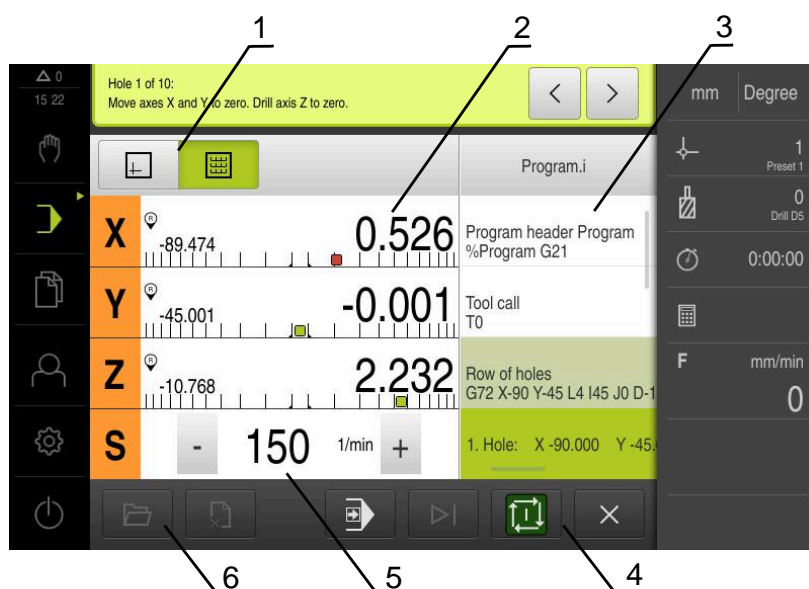 1 2 3
0
15 22
Hole 1 of 10:
Move axes X and Y to zero. Drill axis Z to zero.
< >
mm Degree
Program.i
1
Preset 1
0
Drill D5
0:00:00
F mm/min
0
X R -89.474 0.526
Y R -45.001 -0.001
Z R -10.768 2.232
S - 150 1/min +
Program header Program
%Program G21
Tool call
T0
Row of holes
G72 X-90 Y-45 L4 I45 J0 D-1
1. Hole: X -90.000 Y -45.
6 5 4